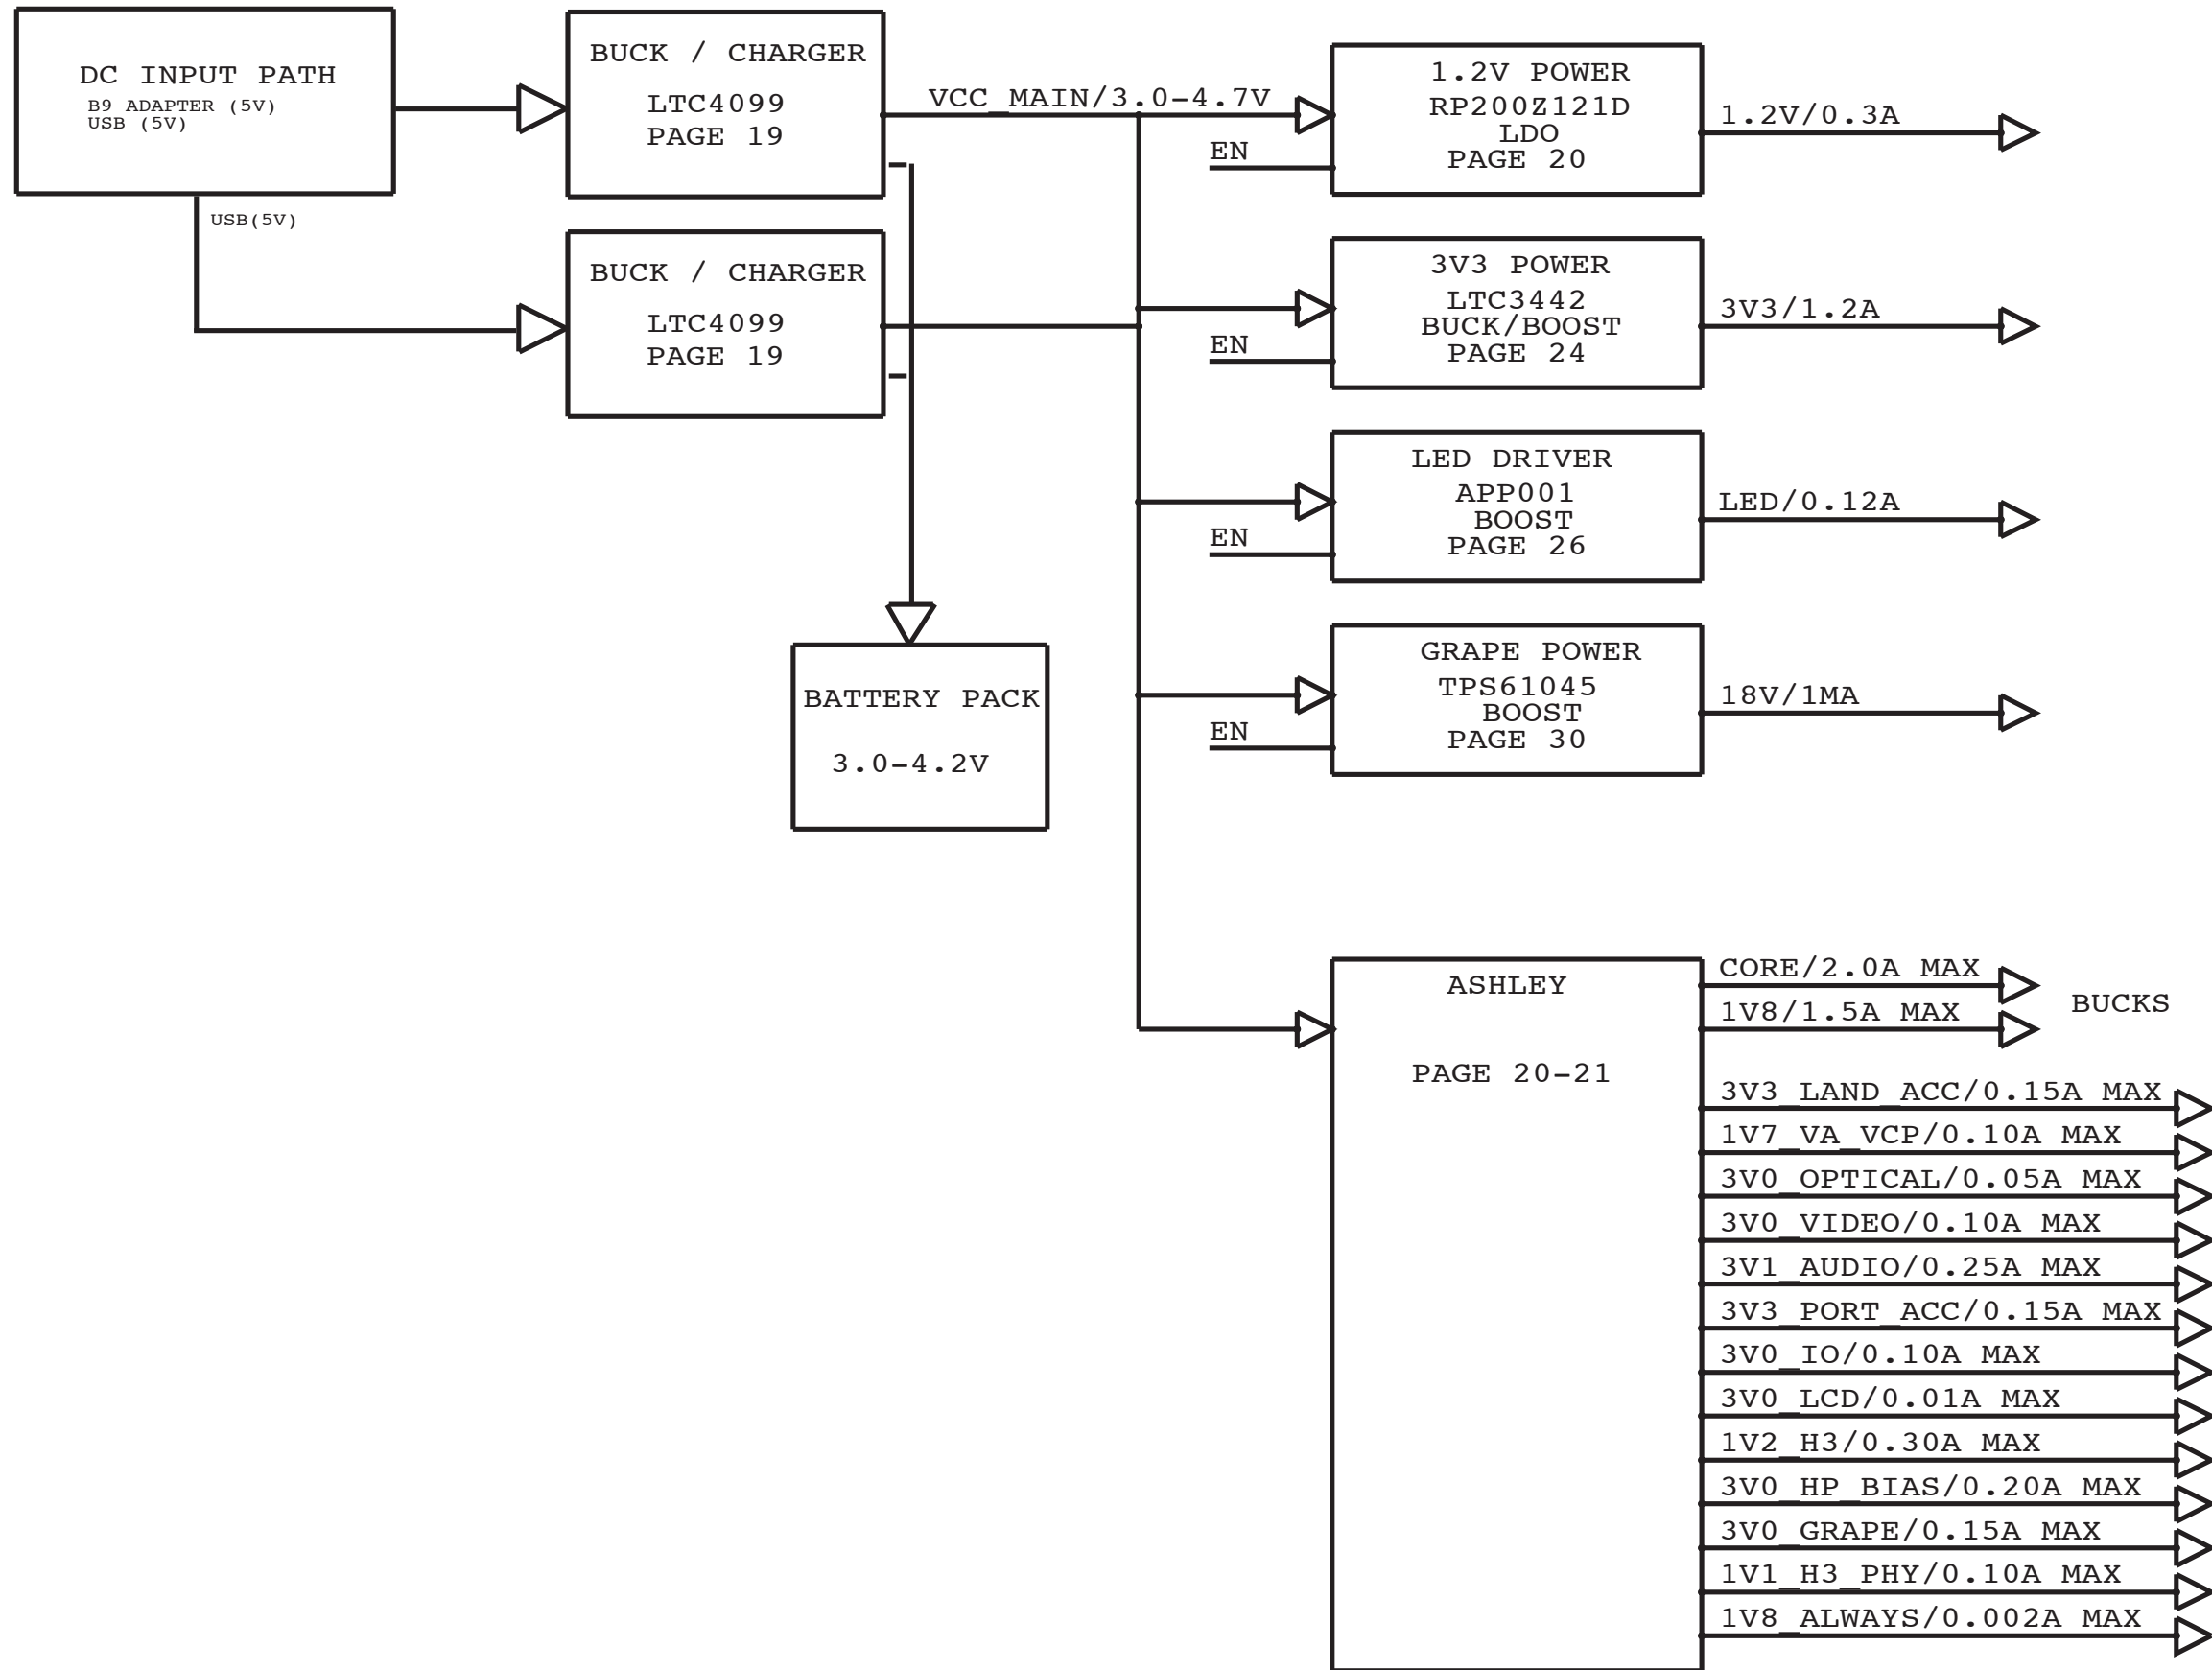 DC INPUT PATH
B9 ADAPTER (5V)
USB (5V)
USB(5V)
BUCK / CHARGER
LTC4099
PAGE 19
BUCK / CHARGER
LTC4099
PAGE 19
BATTERY PACK
3.0-4.2V
VCC_MAIN/3.0-4.7V
EN
1.2V POWER
RP200Z121D
LDO
PAGE 20
1.2V/0.3A
EN
3V3 POWER
LTC3442
BUCK/BOOST
PAGE 24
3V3/1.2A
EN
LED DRIVER
APP001
BOOST
PAGE 26
LED/0.12A
EN
GRAPE POWER
TPS61045
BOOST
PAGE 30
18V/1MA
ASHLEY
PAGE 20-21
CORE/2.0A MAX
1V8/1.5A MAX
BUCKS
3V3_LAND_ACC/0.15A MAX
1V7_VA_VCP/0.10A MAX
3V0_OPTICAL/0.05A MAX
3V0_VIDEO/0.10A MAX
3V1_AUDIO/0.25A MAX
3V3_PORT_ACC/0.15A MAX
3V0_IO/0.10A MAX
3V0_LCD/0.01A MAX
1V2_H3/0.30A MAX
3V0_HP_BIAS/0.20A MAX
3V0_GRAPE/0.15A MAX
1V1_H3_PHY/0.10A MAX
1V8_ALWAYS/0.002A MAX